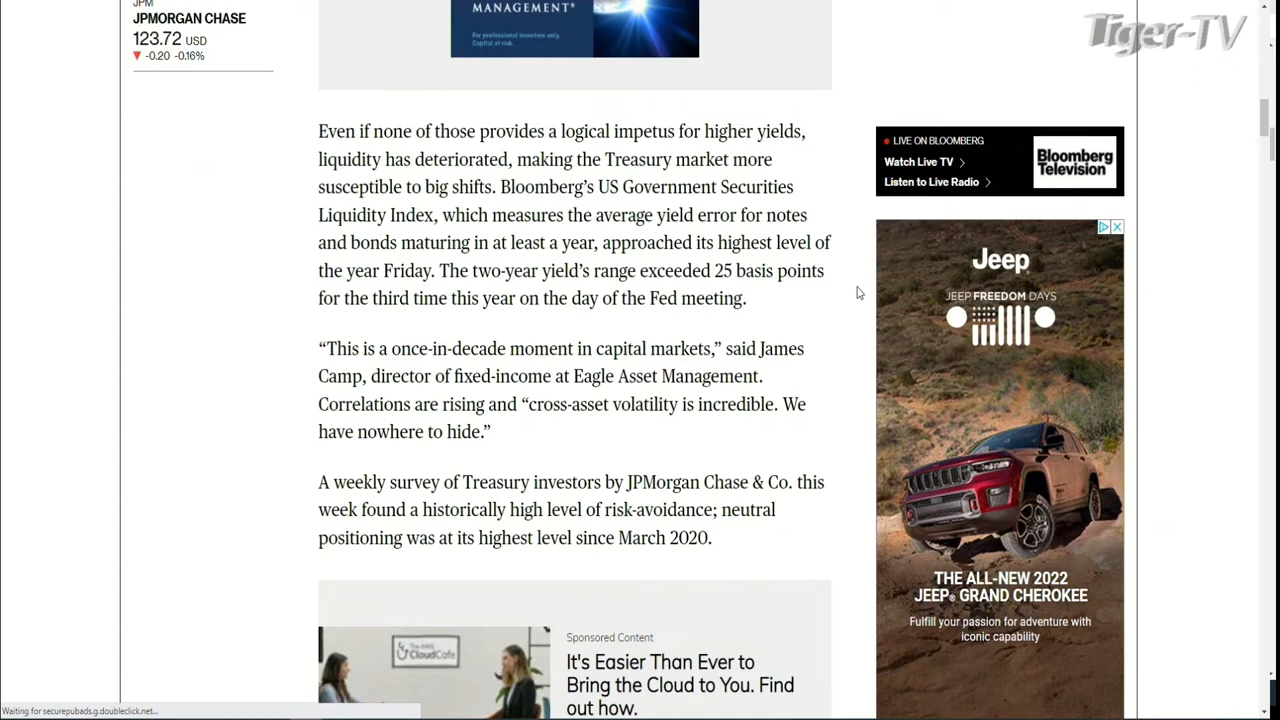 JPM
JPMORGAN CHASE
123.72 USD
-0.20 -0.16%
MANAGEMENT®
For professional investors only.
Capital at risk.
Tiger-TV
Even if none of those provides a logical impetus for higher yields,
liquidity has deteriorated, making the Treasury market more
susceptible to big shifts. Bloomberg’s US Government Securities
Liquidity Index, which measures the average yield error for notes
and bonds maturing in at least a year, approached its highest level of
the year Friday. The two-year yield’s range exceeded 25 basis points
for the third time this year on the day of the Fed meeting.
“This is a once-in-decade moment in capital markets,” said James
Camp, director of fixed-income at Eagle Asset Management.
Correlations are rising and “cross-asset volatility is incredible. We
have nowhere to hide.”
A weekly survey of Treasury investors by JPMorgan Chase & Co. this
week found a historically high level of risk-avoidance; neutral
positioning was at its highest level since March 2020.
CloudCafe
Sponsored Content
It's Easier Than Ever to
Bring the Cloud to You. Find
out how.
LIVE ON BLOOMBERG
Watch Live TV
Listen to Live Radio
Bloomberg
Television
Jeep
JEEP FREEDOM DAYS
THE ALL-NEW 2022
JEEP® GRAND CHEROKEE
Fulfill your passion for adventure with
iconic capability
Waiting for securepubads.g.doubleclick.net...